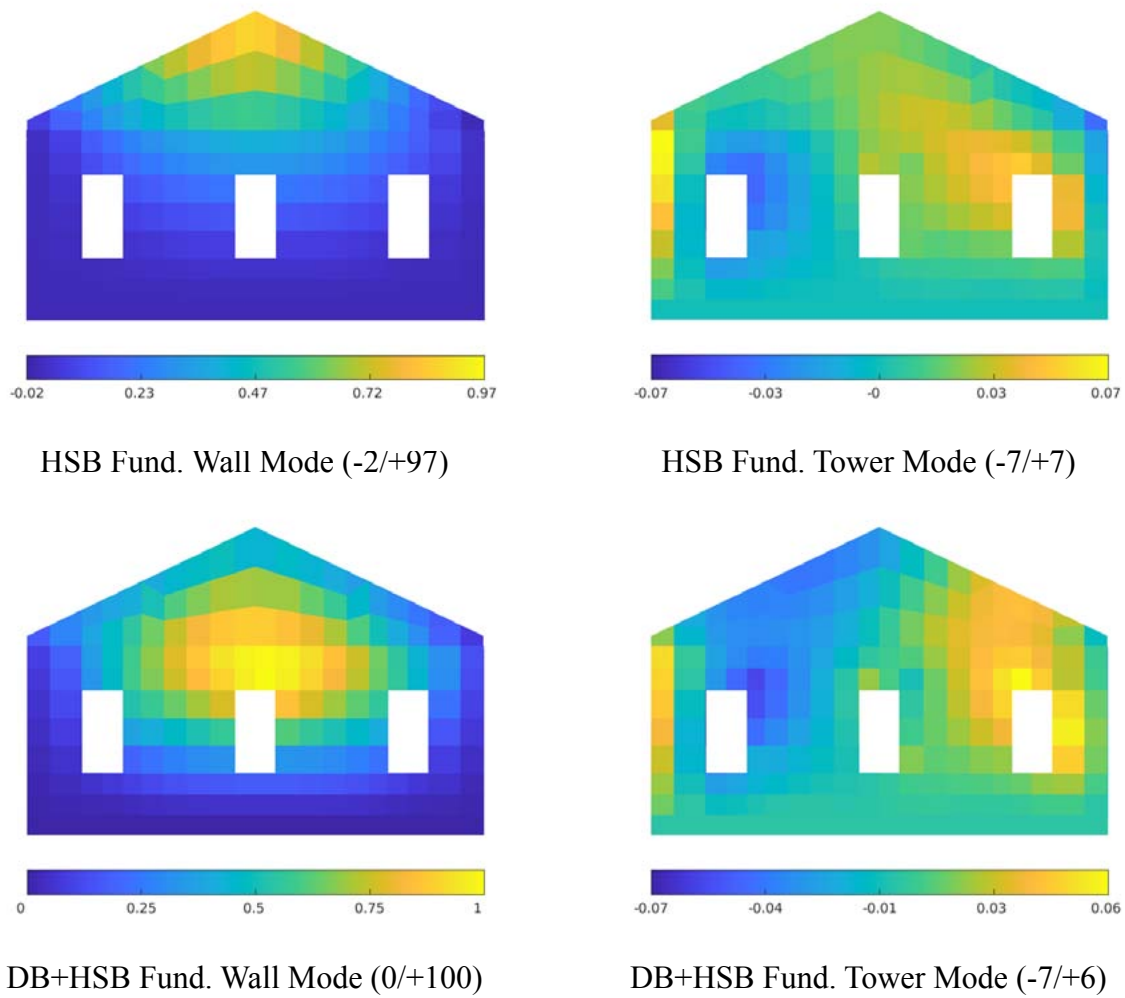 -0.02 0.23 0.47 0.72 0.97
-0.07 -0.03 -0 0.03 0.07
HSB Fund. Wall Mode (-2/+97)
HSB Fund. Tower Mode (-7/+7)
0 0.25 0.5 0.75 1
-0.07 -0.04 -0.01 0.03 0.06
DB+HSB Fund. Wall Mode (0/+100)
DB+HSB Fund. Tower Mode (-7/+6)